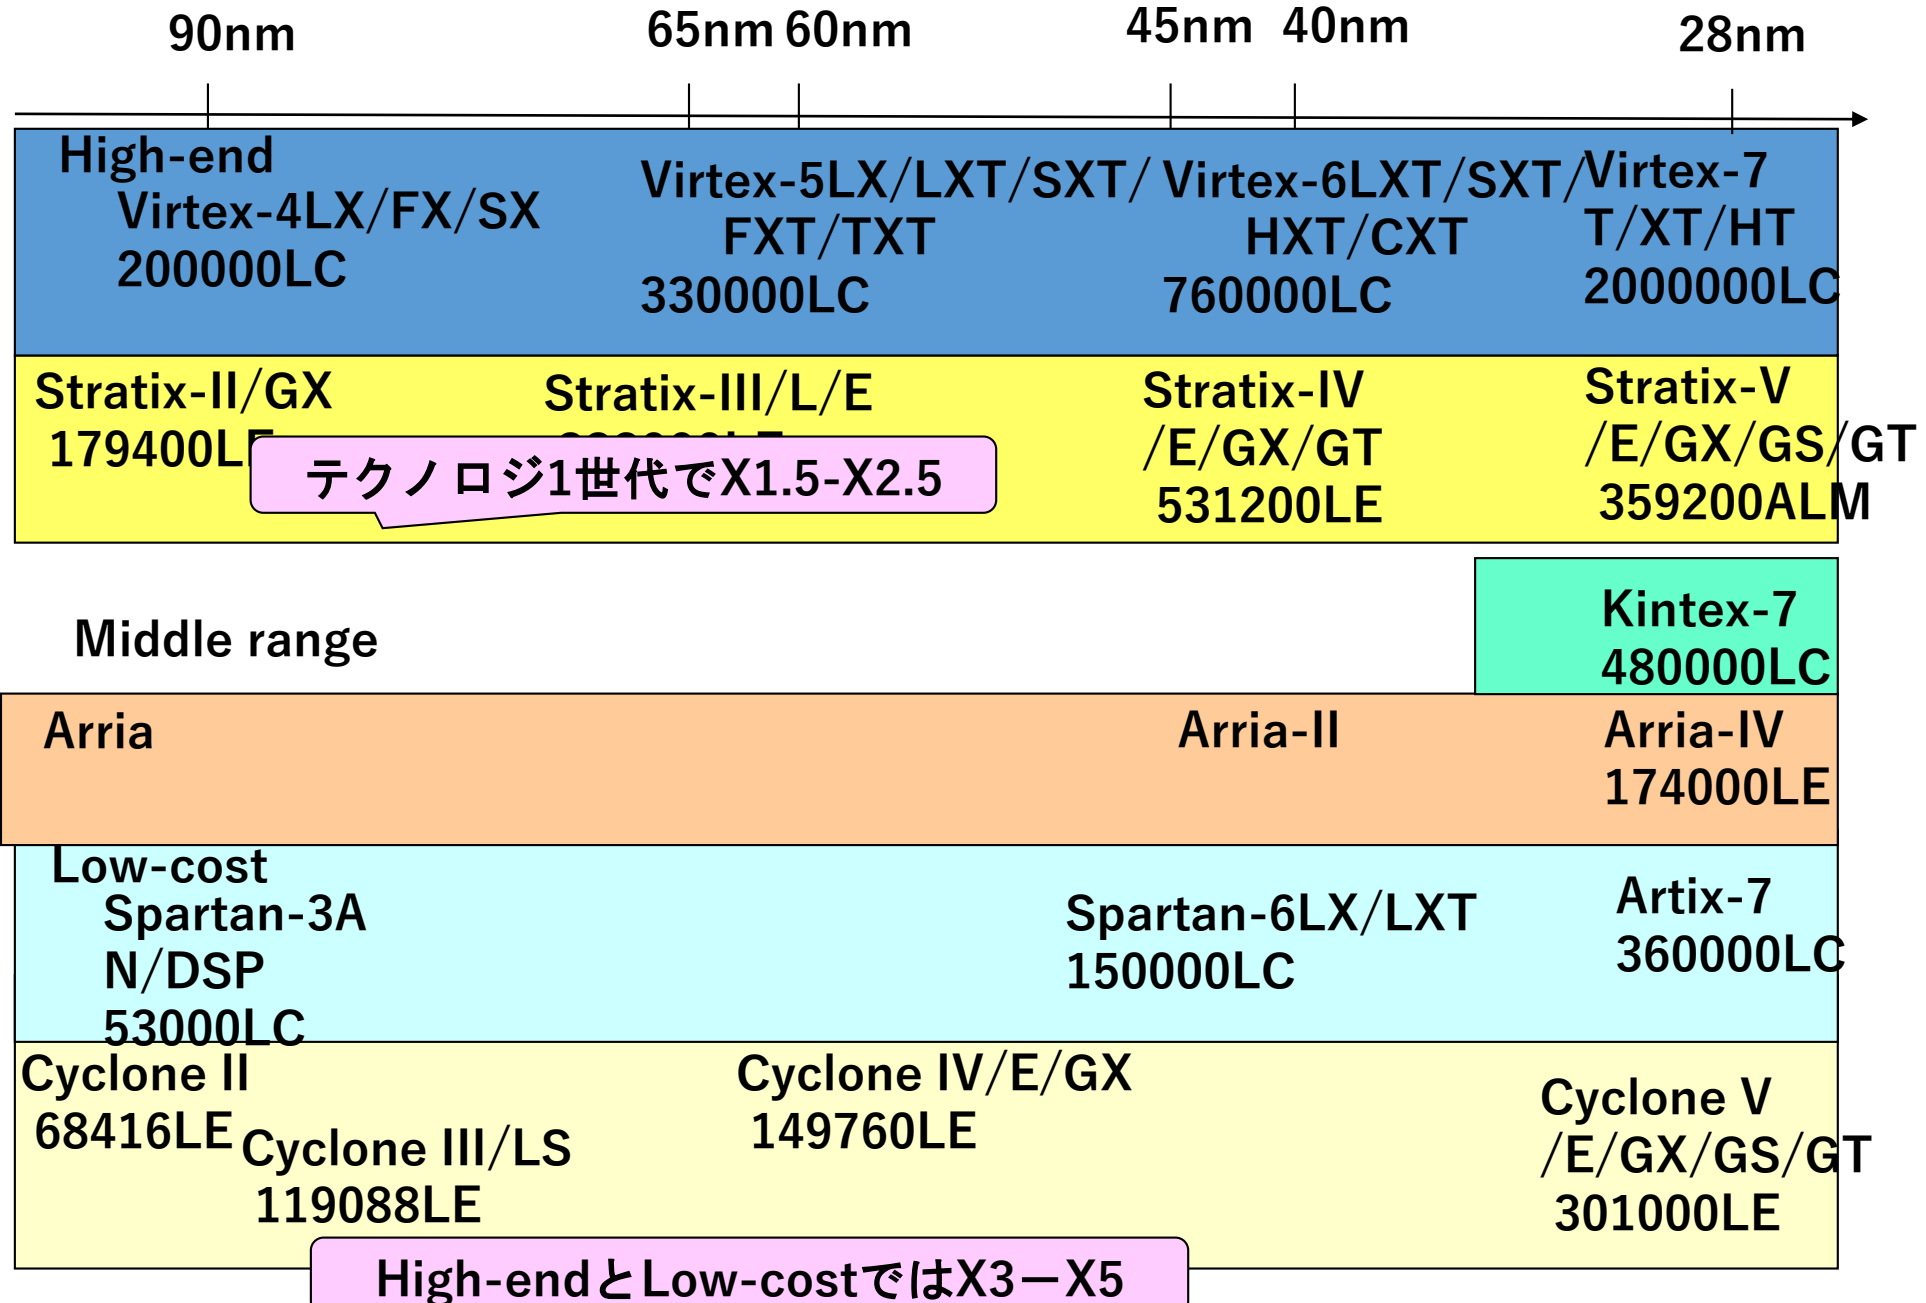 90nm
65nm 60nm
45nm 40nm
28nm
High-end
Virtex-4LX/FX/SX
200000LC
Virtex-5LX/LXT/SXT/
FXT/TXT
330000LC
Virtex-6LXT/SXT/
HXT/CXT
760000LC
Virtex-7
T/XT/HT
2000000LC
Stratix-II/GX
179400LE
Stratix-III/L/E
テクノロジ1世代でX1.5-X2.5
Stratix-IV
/E/GX/GT
531200LE
Stratix-V
/E/GX/GS/GT
359200ALM
Middle range
Kintex-7
480000LC
Arria
Arria-II
Arria-IV
174000LE
Low-cost
Spartan-3A
N/DSP
53000LC
Spartan-6LX/LXT
150000LC
Artix-7
360000LC
Cyclone II
68416LE
Cyclone III/LS
119088LE
Cyclone IV/E/GX
149760LE
Cyclone V
/E/GX/GS/GT
301000LE
High-endとLow-costではX3ーX5